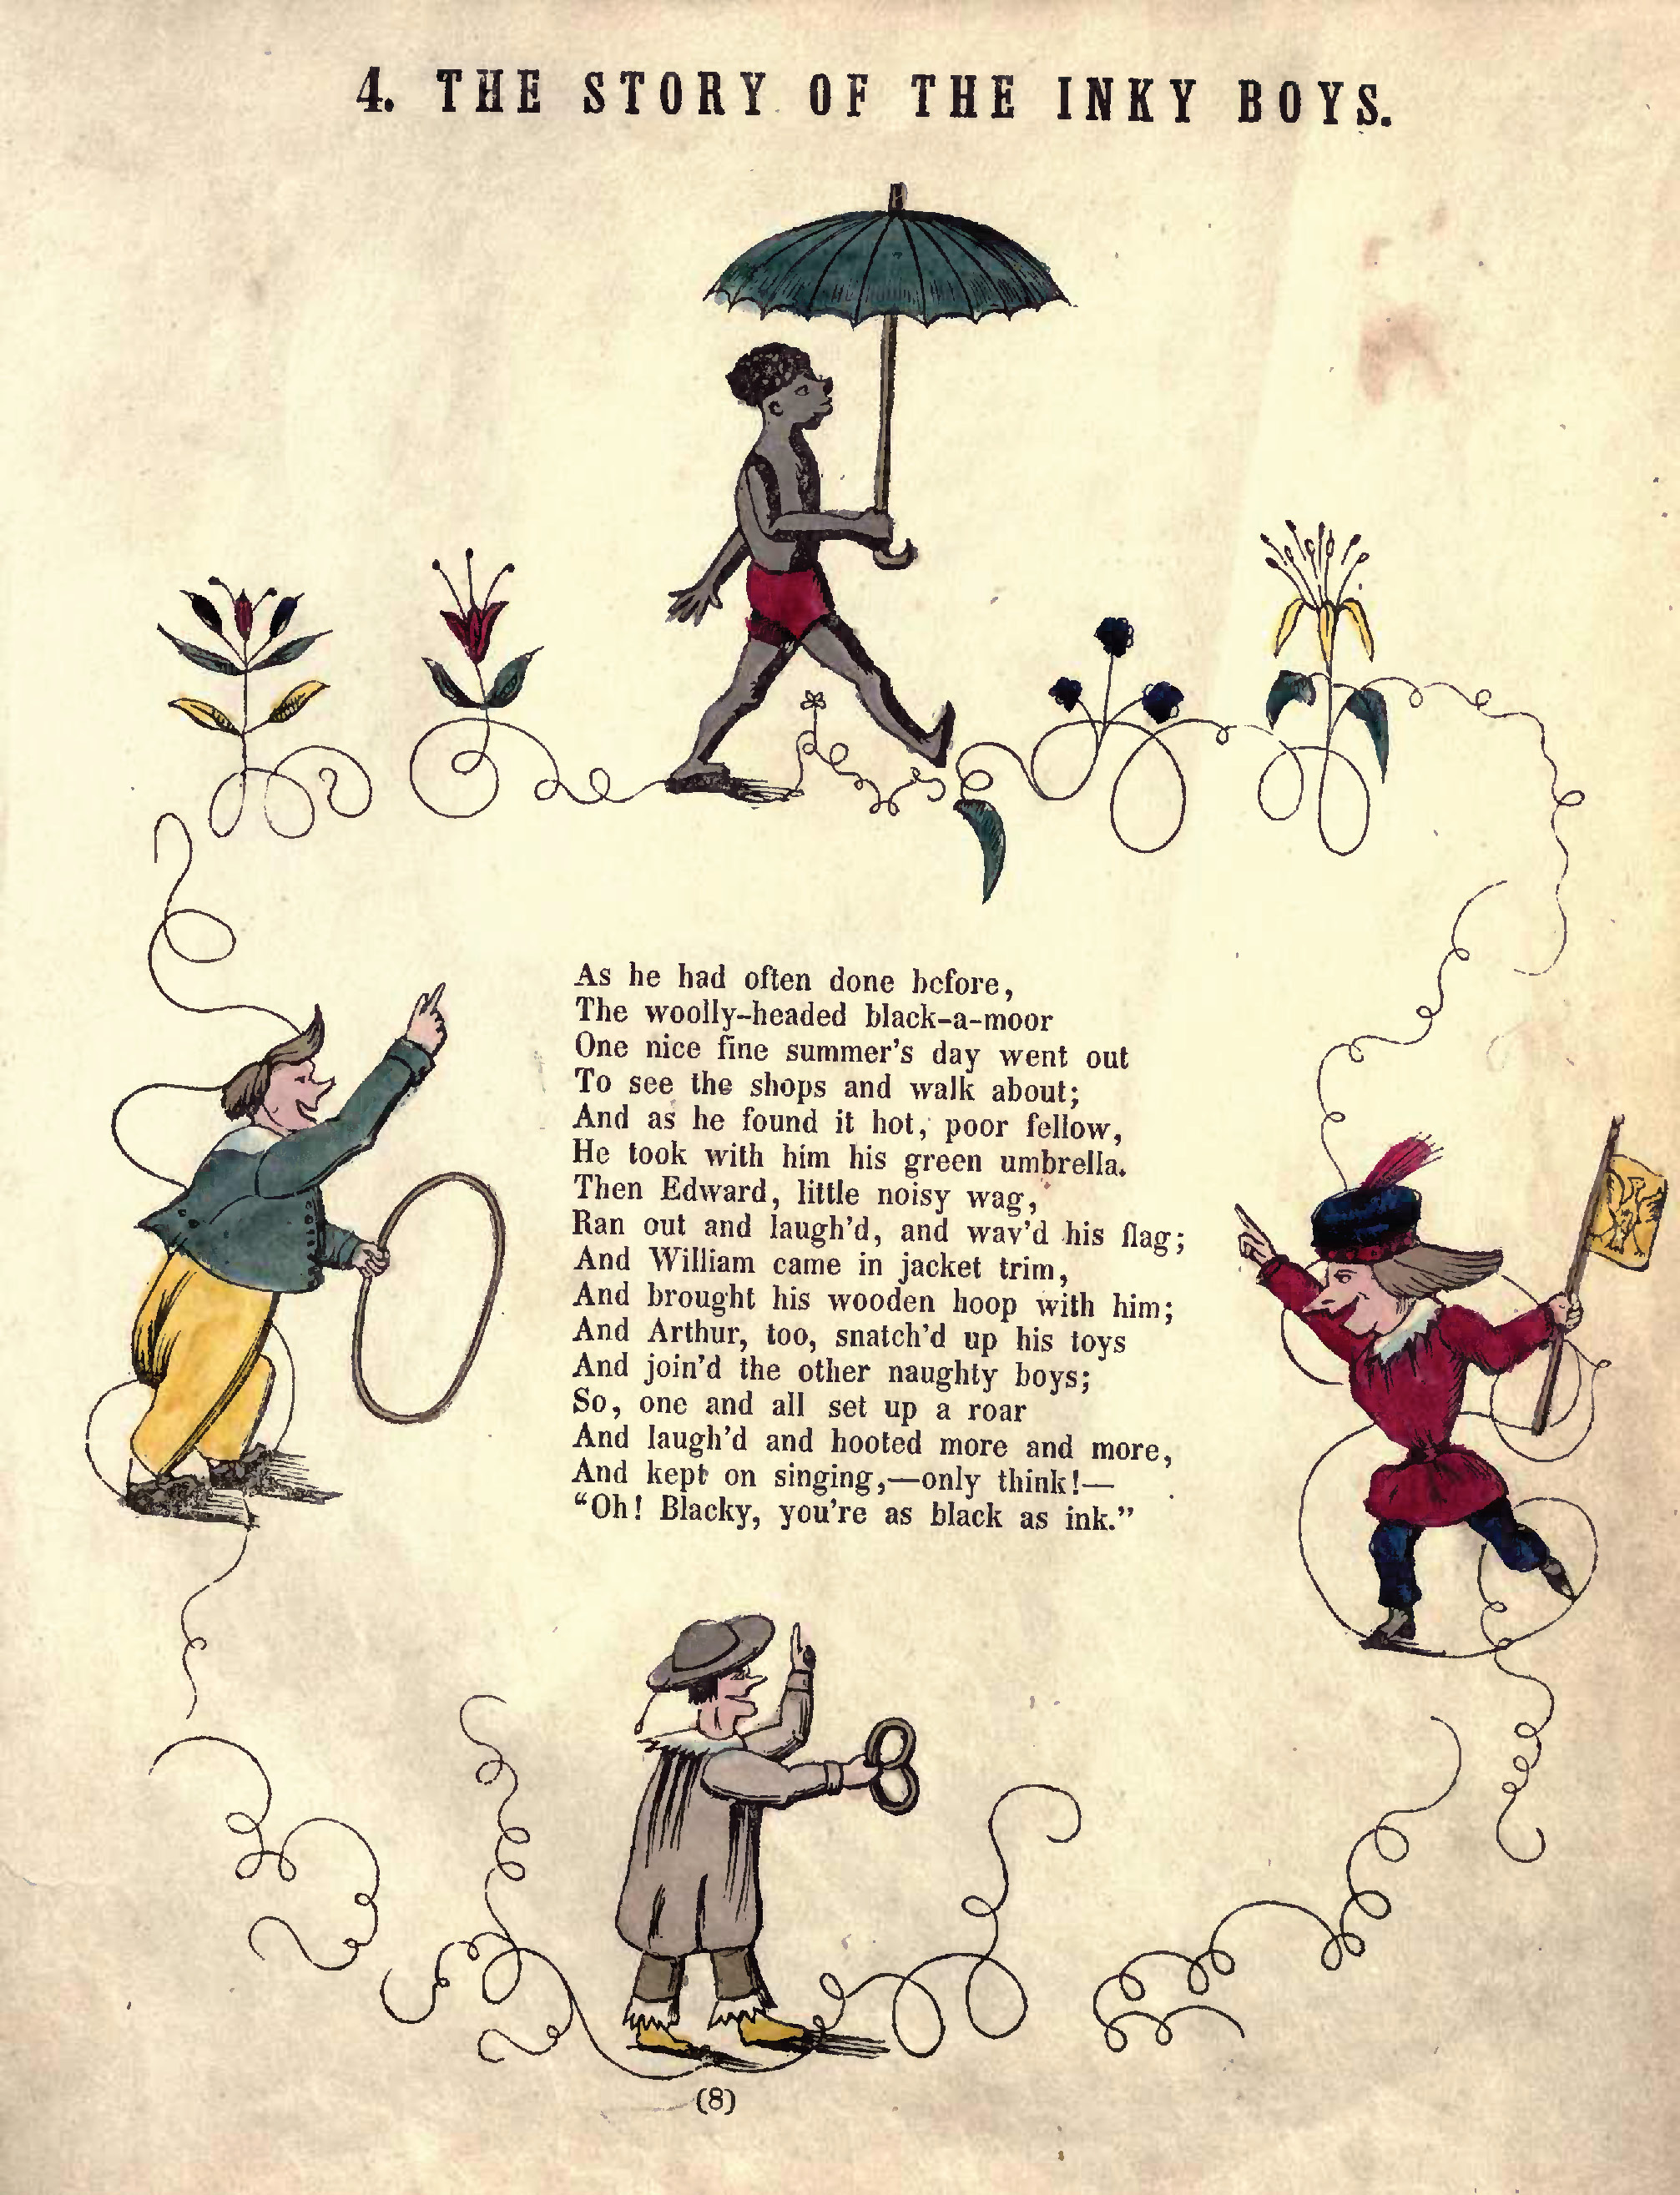 4. THE STORY OF THE INKY BOYS.
As he had often done before,
The woolly-headed black-a-moor
One nice fine summer's day went out
To see the shops and walk about;
And as he found it hot, poor fellow,
He took with him his green umbrella.
Then Edward, little noisy wag,
Ran out and laugh'd, and wav'd his flag;
And William came in jacket trim,
And brought his wooden hoop with him;
And Arthur, too, snatch'd up his toys
And join'd the other naughty boys;
So, one and all set up a roar
And laugh'd and hooted more and more,
And kept on singing,—only think!—
“Oh! Blacky, you're as black as ink.”
(8)